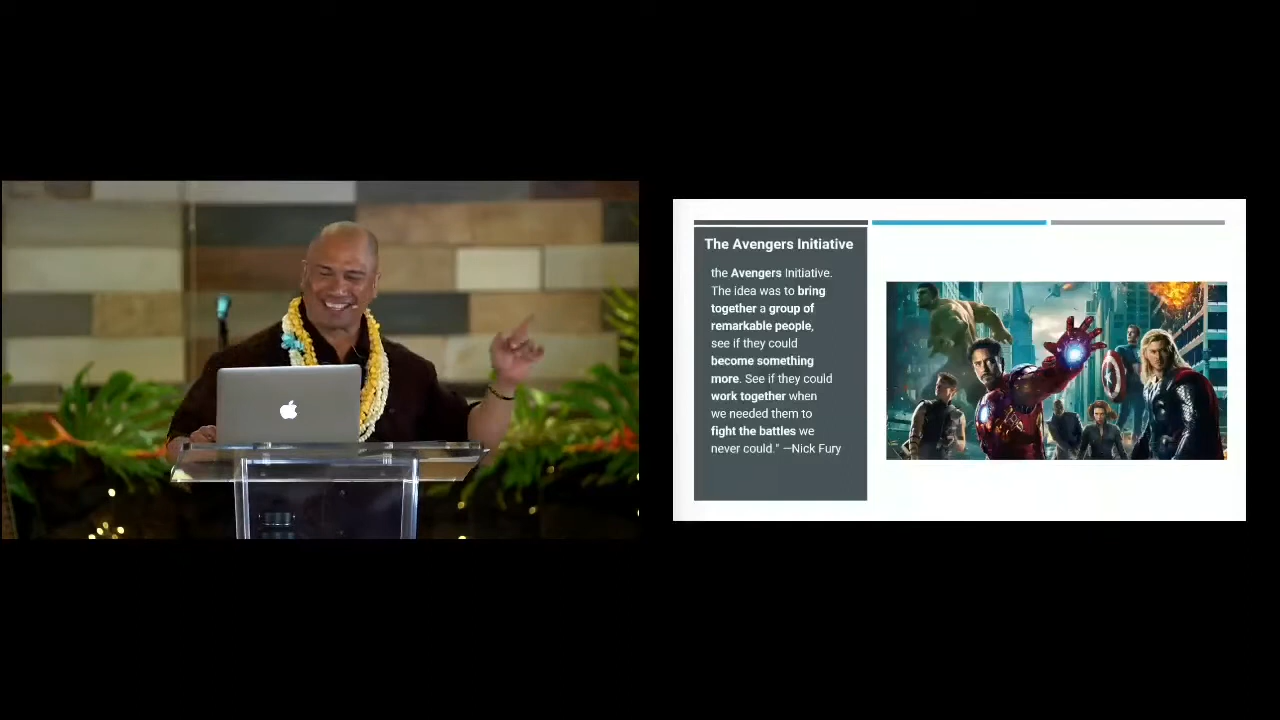 The Avengers Initiative
the Avengers Initiative.
The idea was to bring
together a group of
remarkable people,
see if they could
become something
more. See if they could
work together when
we needed them to
fight the battles we
never could." —Nick Fury